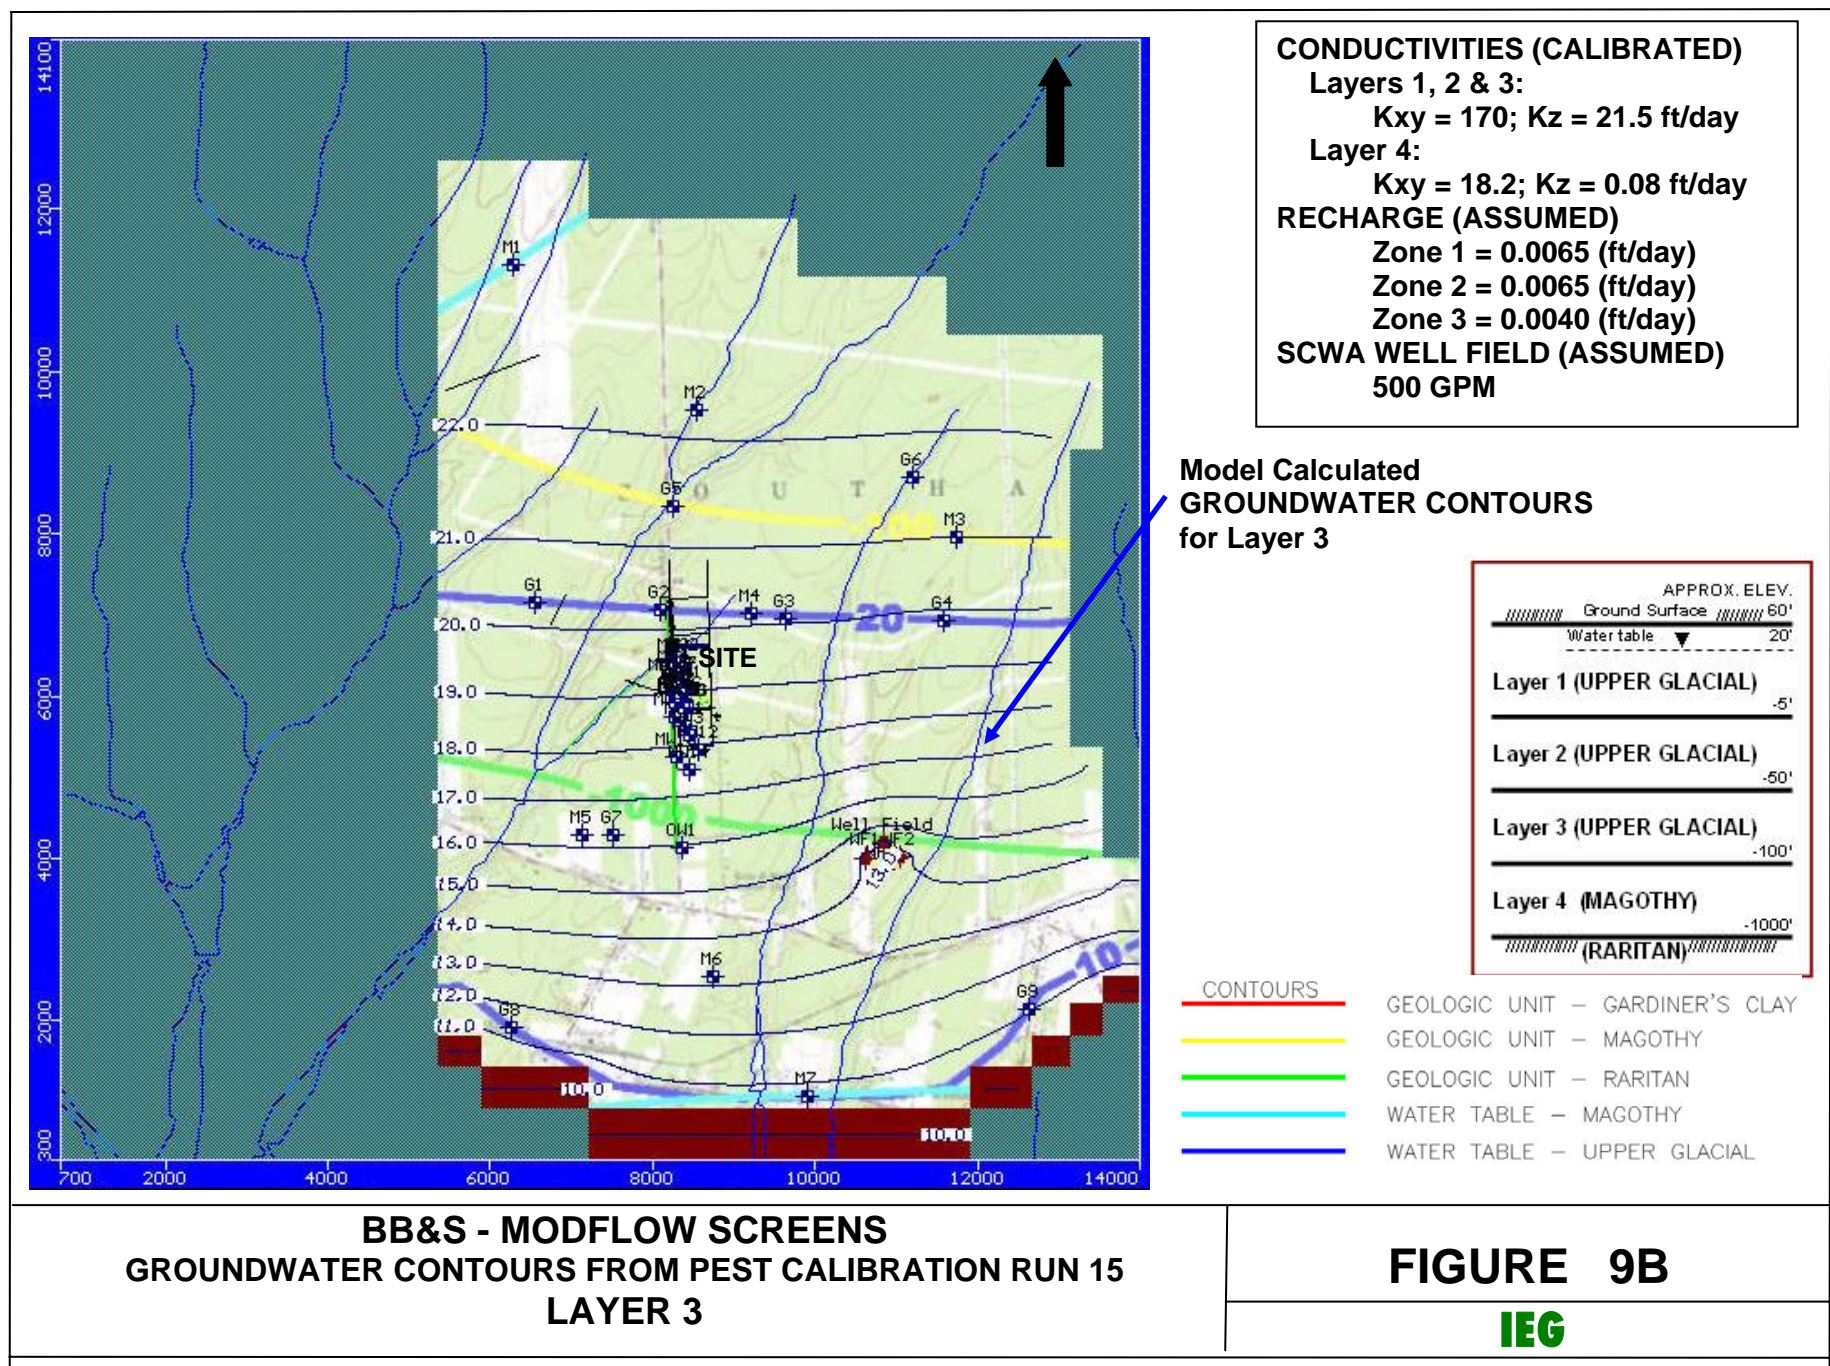 CONDUCTIVITIES (CALIBRATED)
Layers 1, 2 & 3:
Kxy = 170; Kz = 21.5 ft/day
Layer 4:
Kxy = 18.2; Kz = 0.08 ft/day
RECHARGE (ASSUMED)
Zone 1 = 0.0065 (ft/day)
Zone 2 = 0.0065 (ft/day)
Zone 3 = 0.0040 (ft/day)
SCWA WELL FIELD (ASSUMED)
500 GPM
14100
12000
10000
8000
6000
4000
2000
300
700 2000 4000 6000 8000 10000 12000 14000
M1
M2
22.0
G6
G5
S O U T H A
-100
M3
21.0
G1 G2 M4 G3 G4
20
20.0
SITE
19.0
18.0
17.0
-1000
M5 G7 OW1
Well Field
WF1 WF2
16.0
13.0
15.0
14.0
13.0
M6
10
12.0
G8 G9
11.0
M7
10.0
10.0
Model Calculated
GROUNDWATER CONTOURS
for Layer 3
APPROX. ELEV.
Ground Surface 60'
Water table 20'
Layer 1 (UPPER GLACIAL)
-5'
Layer 2 (UPPER GLACIAL)
-50'
Layer 3 (UPPER GLACIAL)
-100'
Layer 4 (MAGOTHY)
-1000'
(RARITAN)
CONTOURS
GEOLOGIC UNIT – GARDINER'S CLAY
GEOLOGIC UNIT – MAGOTHY
GEOLOGIC UNIT – RARITAN
WATER TABLE – MAGOTHY
WATER TABLE – UPPER GLACIAL
BB&S - MODFLOW SCREENS
GROUNDWATER CONTOURS FROM PEST CALIBRATION RUN 15
LAYER 3
FIGURE 9B
IEG